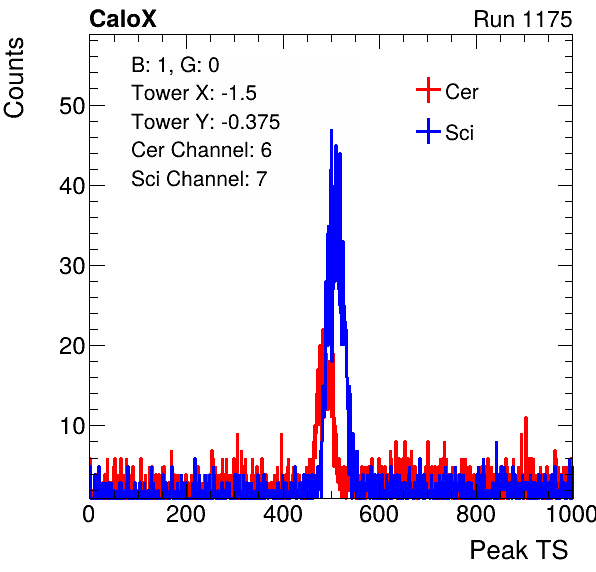 CaloX Run 1175
Counts
B: 1, G: 0
Tower X: -1.5
Tower Y: -0.375
Cer Channel: 6
Sci Channel: 7
Cer
Sci
50
40
30
20
10
0 200 400 600 800 1000
Peak TS